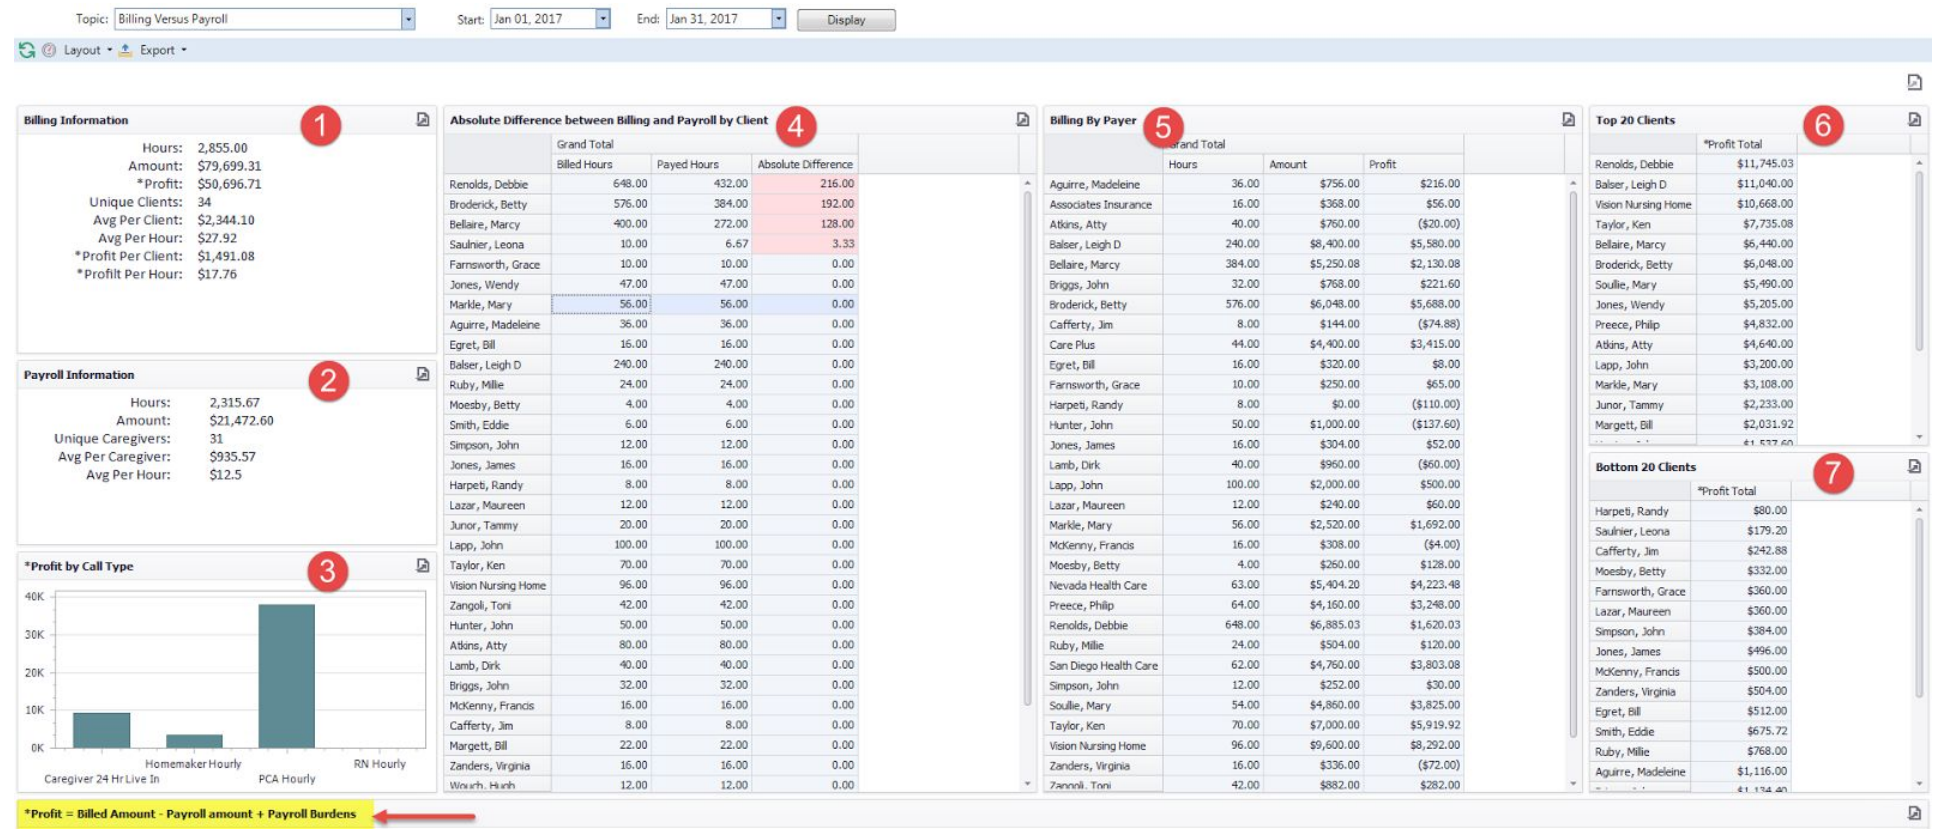 Topic: Billing Versus Payroll Start: Jan 01, 2017 End: Jan 31, 2017 Display
Layout Export
Billing Information 1
Hours: 2,855.00
Amount: $79,699.31
*Profit: $50,696.71
Unique Clients: 34
Avg Per Client: $2,344.10
Avg Per Hour: $27.92
*Profit Per Client: $1,491.08
*Profilt Per Hour: $17.76
Payroll Information 2
Hours: 2,315.67
Amount: $21,472.60
Unique Caregivers: 31
Avg Per Caregiver: $935.57
Avg Per Hour: $12.5
*Profit by Call Type 3
40K
30K
20K
10K
0K
Homemaker Hourly RN Hourly
Caregiver 24 Hr Live In PCA Hourly
Absolute Difference between Billing and Payroll by Client 4
Grand Total
Billed Hours Payed Hours Absolute Difference
Renolds, Debbie 648.00 432.00 216.00
Broderick, Betty 576.00 384.00 192.00
Bellaire, Marcy 400.00 272.00 128.00
Saulnier, Leona 10.00 6.67 3.33
Farnsworth, Grace 10.00 10.00 0.00
Jones, Wendy 47.00 47.00 0.00
Markle, Mary 56.00 56.00 0.00
Aguirre, Madeleine 36.00 36.00 0.00
Egret, Bill 16.00 16.00 0.00
Balser, Leigh D 240.00 240.00 0.00
Ruby, Millie 24.00 24.00 0.00
Moesby, Betty 4.00 4.00 0.00
Smith, Eddie 6.00 6.00 0.00
Simpson, John 12.00 12.00 0.00
Jones, James 16.00 16.00 0.00
Harpeti, Randy 8.00 8.00 0.00
Lazar, Maureen 12.00 12.00 0.00
Junor, Tammy 20.00 20.00 0.00
Lapp, John 100.00 100.00 0.00
Taylor, Ken 70.00 70.00 0.00
Vision Nursing Home 96.00 96.00 0.00
Zangoli, Toni 42.00 42.00 0.00
Hunter, John 50.00 50.00 0.00
Atkins, Atty 80.00 80.00 0.00
Lamb, Dirk 40.00 40.00 0.00
Briggs, John 32.00 32.00 0.00
McKenny, Francis 16.00 16.00 0.00
Cafferty, Jim 8.00 8.00 0.00
Margett, Bill 22.00 22.00 0.00
Zanders, Virginia 16.00 16.00 0.00
Wouch, Hugh 12.00 12.00 0.00
Billing By Payer 5
Grand Total
Hours Amount Profit
Aguirre, Madeleine 36.00 $756.00 $216.00
Associates Insurance 16.00 $368.00 $56.00
Atkins, Atty 40.00 $760.00 ($20.00)
Balser, Leigh D 240.00 $8,400.00 $5,580.00
Bellaire, Marcy 384.00 $5,250.08 $2,130.08
Briggs, John 32.00 $768.00 $221.60
Broderick, Betty 576.00 $6,048.00 $5,688.00
Cafferty, Jim 8.00 $144.00 ($74.88)
Care Plus 44.00 $4,400.00 $3,415.00
Egret, Bill 16.00 $320.00 $8.00
Farnsworth, Grace 10.00 $250.00 $65.00
Harpeti, Randy 8.00 $0.00 ($110.00)
Hunter, John 50.00 $1,000.00 ($137.60)
Jones, James 16.00 $304.00 $52.00
Lamb, Dirk 40.00 $960.00 ($60.00)
Lapp, John 100.00 $2,000.00 $500.00
Lazar, Maureen 12.00 $240.00 $60.00
Markle, Mary 56.00 $2,520.00 $1,692.00
McKenny, Francis 16.00 $308.00 ($4.00)
Moesby, Betty 4.00 $260.00 $128.00
Nevada Health Care 63.00 $5,404.20 $4,223.48
Preece, Philip 64.00 $4,160.00 $3,248.00
Renolds, Debbie 648.00 $6,885.03 $1,620.03
Ruby, Millie 24.00 $504.00 $120.00
San Diego Health Care 62.00 $4,760.00 $3,803.08
Simpson, John 12.00 $252.00 $30.00
Soullie, Mary 54.00 $4,860.00 $3,825.00
Taylor, Ken 70.00 $7,000.00 $5,919.92
Vision Nursing Home 96.00 $9,600.00 $8,292.00
Zanders, Virginia 16.00 $336.00 ($72.00)
Zangoli, Toni 42.00 $882.00 $282.00
Top 20 Clients 6
*Profit Total
Renolds, Debbie $11,745.03
Balser, Leigh D $11,040.00
Vision Nursing Home $10,668.00
Taylor, Ken $7,735.08
Bellaire, Marcy $6,440.00
Broderick, Betty $6,048.00
Soullie, Mary $5,490.00
Jones, Wendy $5,205.00
Preece, Philip $4,832.00
Atkins, Atty $4,640.00
Lapp, John $3,200.00
Markle, Mary $3,108.00
Junor, Tammy $2,233.00
Margett, Bill $2,031.92
$1,537.60
Bottom 20 Clients 7
*Profit Total
Harpeti, Randy $80.00
Saulnier, Leona $179.20
Cafferty, Jim $242.88
Moesby, Betty $332.00
Farnsworth, Grace $360.00
Lazar, Maureen $360.00
Simpson, John $384.00
Jones, James $496.00
McKenny, Francis $500.00
Zanders, Virginia $504.00
Egret, Bill $512.00
Smith, Eddie $675.72
Ruby, Millie $768.00
Aguirre, Madeleine $1,116.00
$1,134.40
*Profit = Billed Amount - Payroll amount + Payroll Burdens